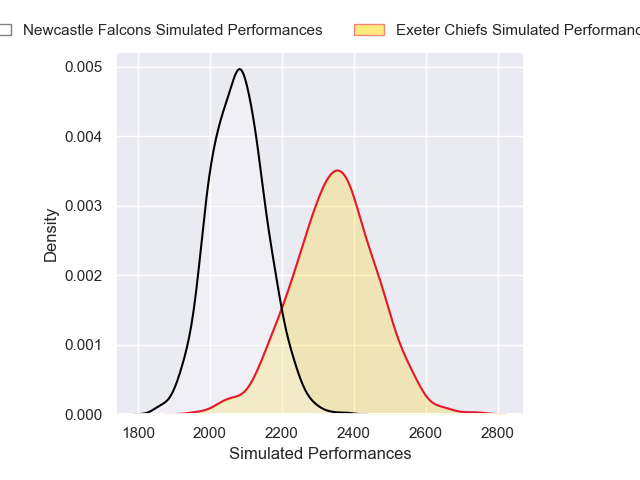 Newcastle Falcons Simulated Performances
Exeter Chiefs Simulated
0.005
0.004
0.003
0.002
0.001
0.000
Density
1800 2000 2200 2400 2600 2800
Simulated Performances